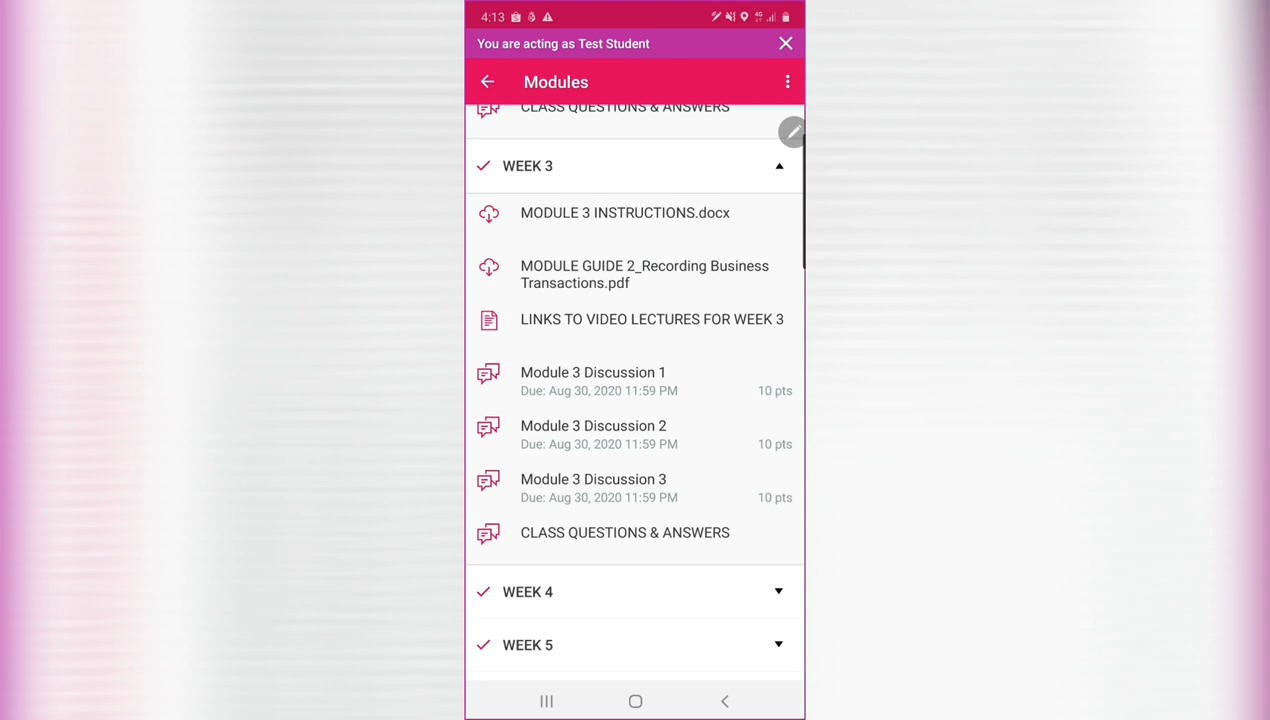 4:13
4G
You are acting as Test Student
Modules
CLASS QUESTIONS & ANSWERS
WEEK 3
MODULE 3 INSTRUCTIONS.docx
MODULE GUIDE 2_Recording Business
Transactions.pdf
LINKS TO VIDEO LECTURES FOR WEEK 3
Module 3 Discussion 1
Due: Aug 30, 2020 11:59 PM 10 pts
Module 3 Discussion 2
Due: Aug 30, 2020 11:59 PM 10 pts
Module 3 Discussion 3
Due: Aug 30, 2020 11:59 PM 10 pts
CLASS QUESTIONS & ANSWERS
WEEK 4
WEEK 5